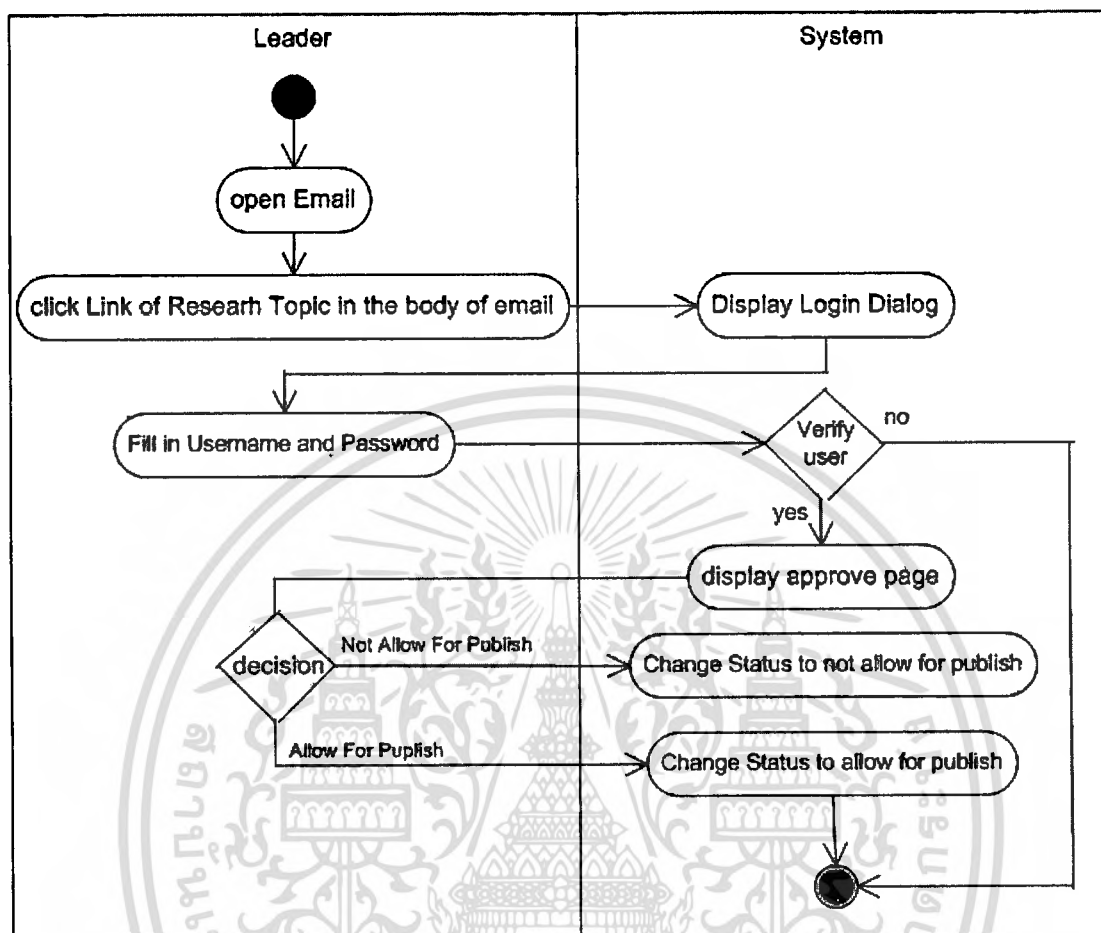 Leader
System
open Email
click Link of Researh Topic in the body of email
Display Login Dialog
Fill in Username and Password
Verify
user
no
yes
display approve page
decision
Not Allow For Publish
Change Status to not allow for publish
Allow For Puplish
Change Status to allow for publish